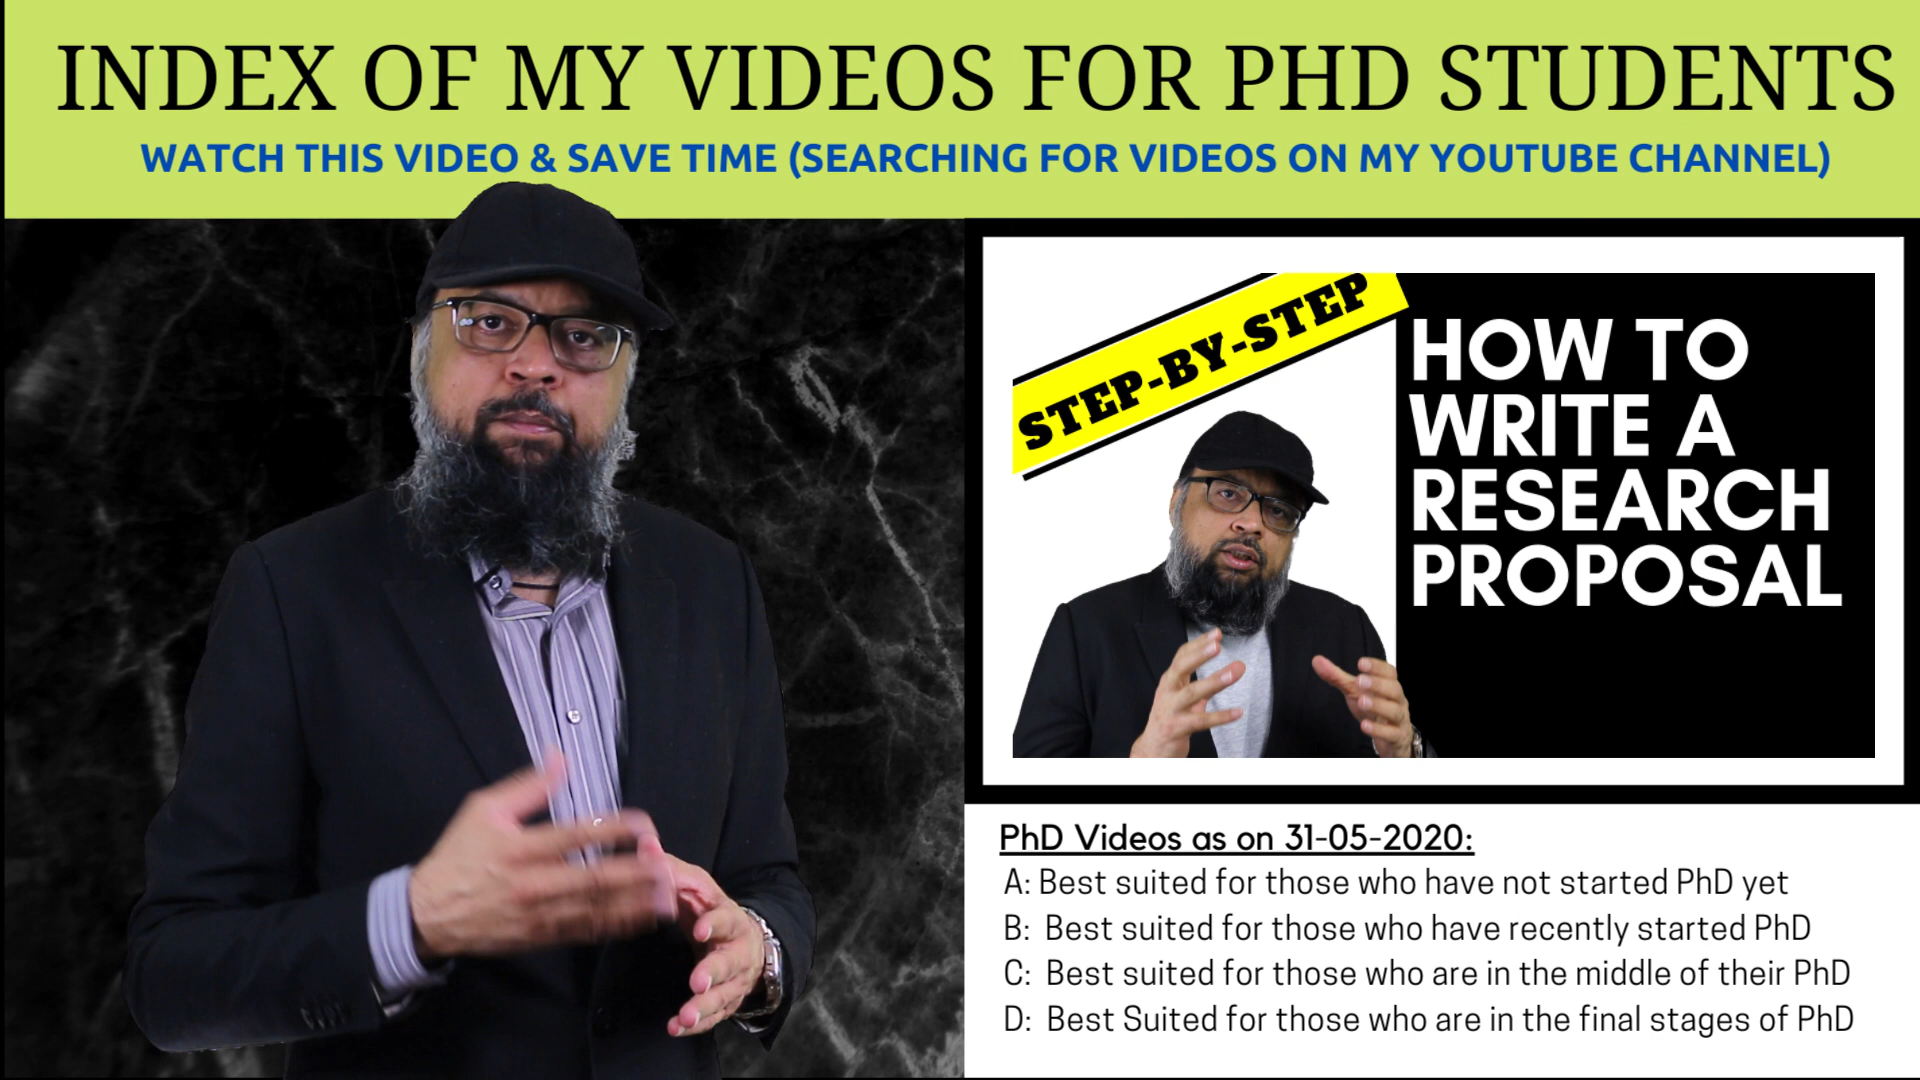 INDEX OF MY VIDEOS FOR PHD STUDENTS
WATCH THIS VIDEO & SAVE TIME (SEARCHING FOR VIDEOS ON MY YOUTUBE CHANNEL)
STEP-BY-STEP
HOW TO
WRITE A
RESEARCH
PROPOSAL
PhD Videos as on 31-05-2020:
A: Best suited for those who have not started PhD yet
B: Best suited for those who have recently started PhD
C: Best suited for those who are in the middle of their PhD
D: Best Suited for those who are in the final stages of PhD